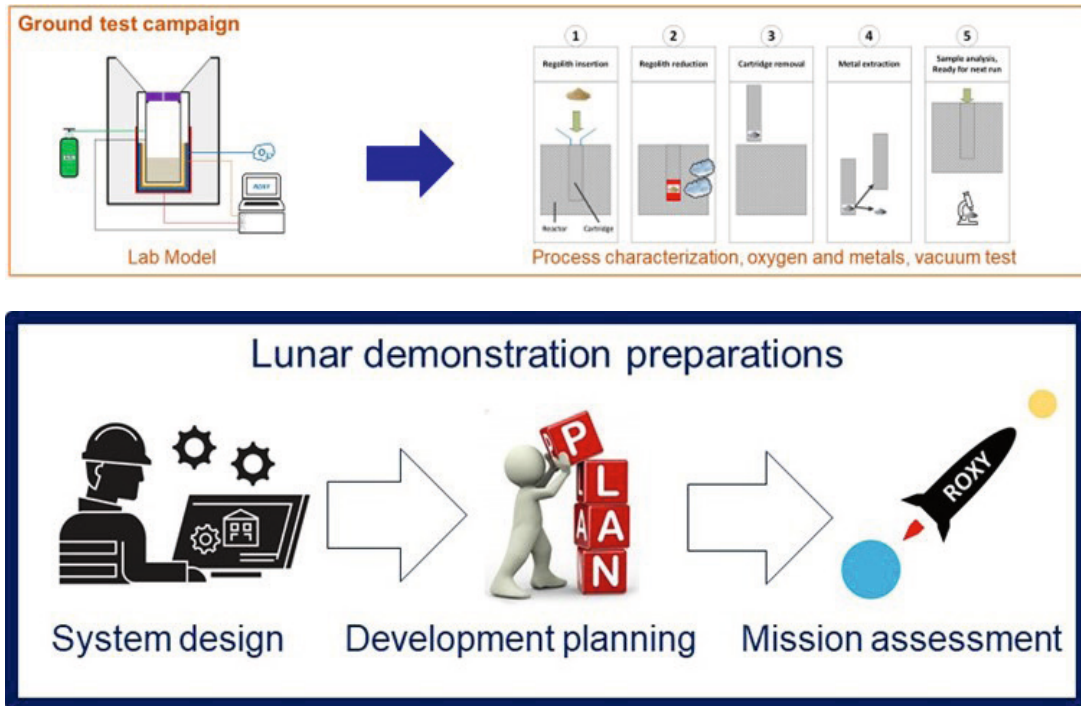 Ground test campaign
1
2
3
4
5
Regolith insertion
Regolith reduction
Cartridge removal
Metal extraction
Sample analysis,
Ready for next run
ROXY
Reactor
Cartridge
Lab Model
Process characterization, oxygen and metals, vacuum test
Lunar demonstration preparations
P
L
A
A
N
ROXY
System design
Development planning
Mission assessment